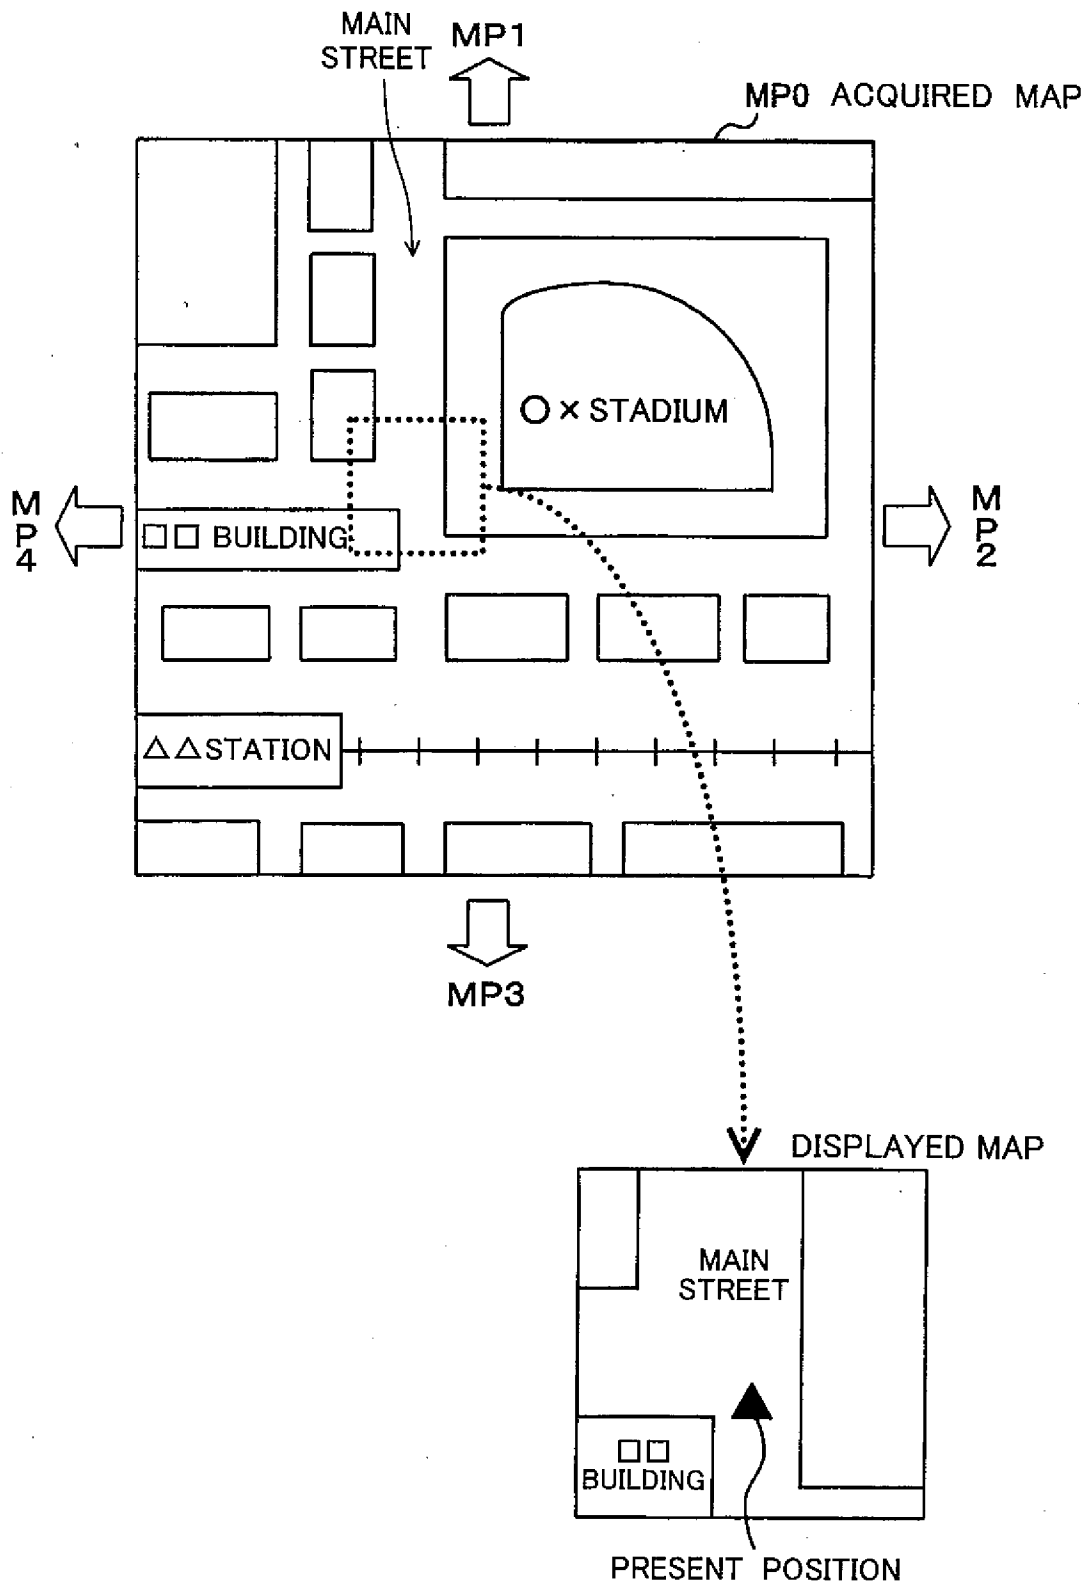 MAIN
STREET
MP1
MP0 ACQUIRED MAP
○×STADIUM
M
P
4
M
P
2
□□ BUILDING
△△STATION
MP3
DISPLAYED MAP
MAIN
STREET
□□
BUILDING
PRESENT POSITION